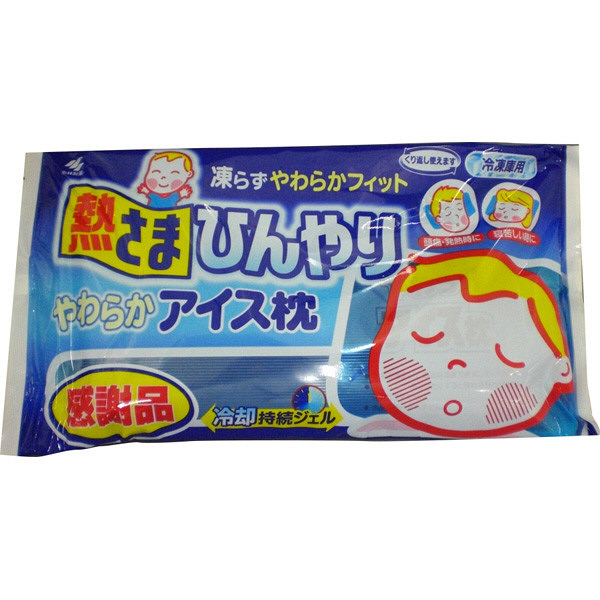 くり返し使えます
冷凍庫用
凍らずやわらかフィット
熱さまひんやり
頭痛・発熱時に
寝苦しい夜に
やわらかアイス枕
感謝品
冷却持続ジェル